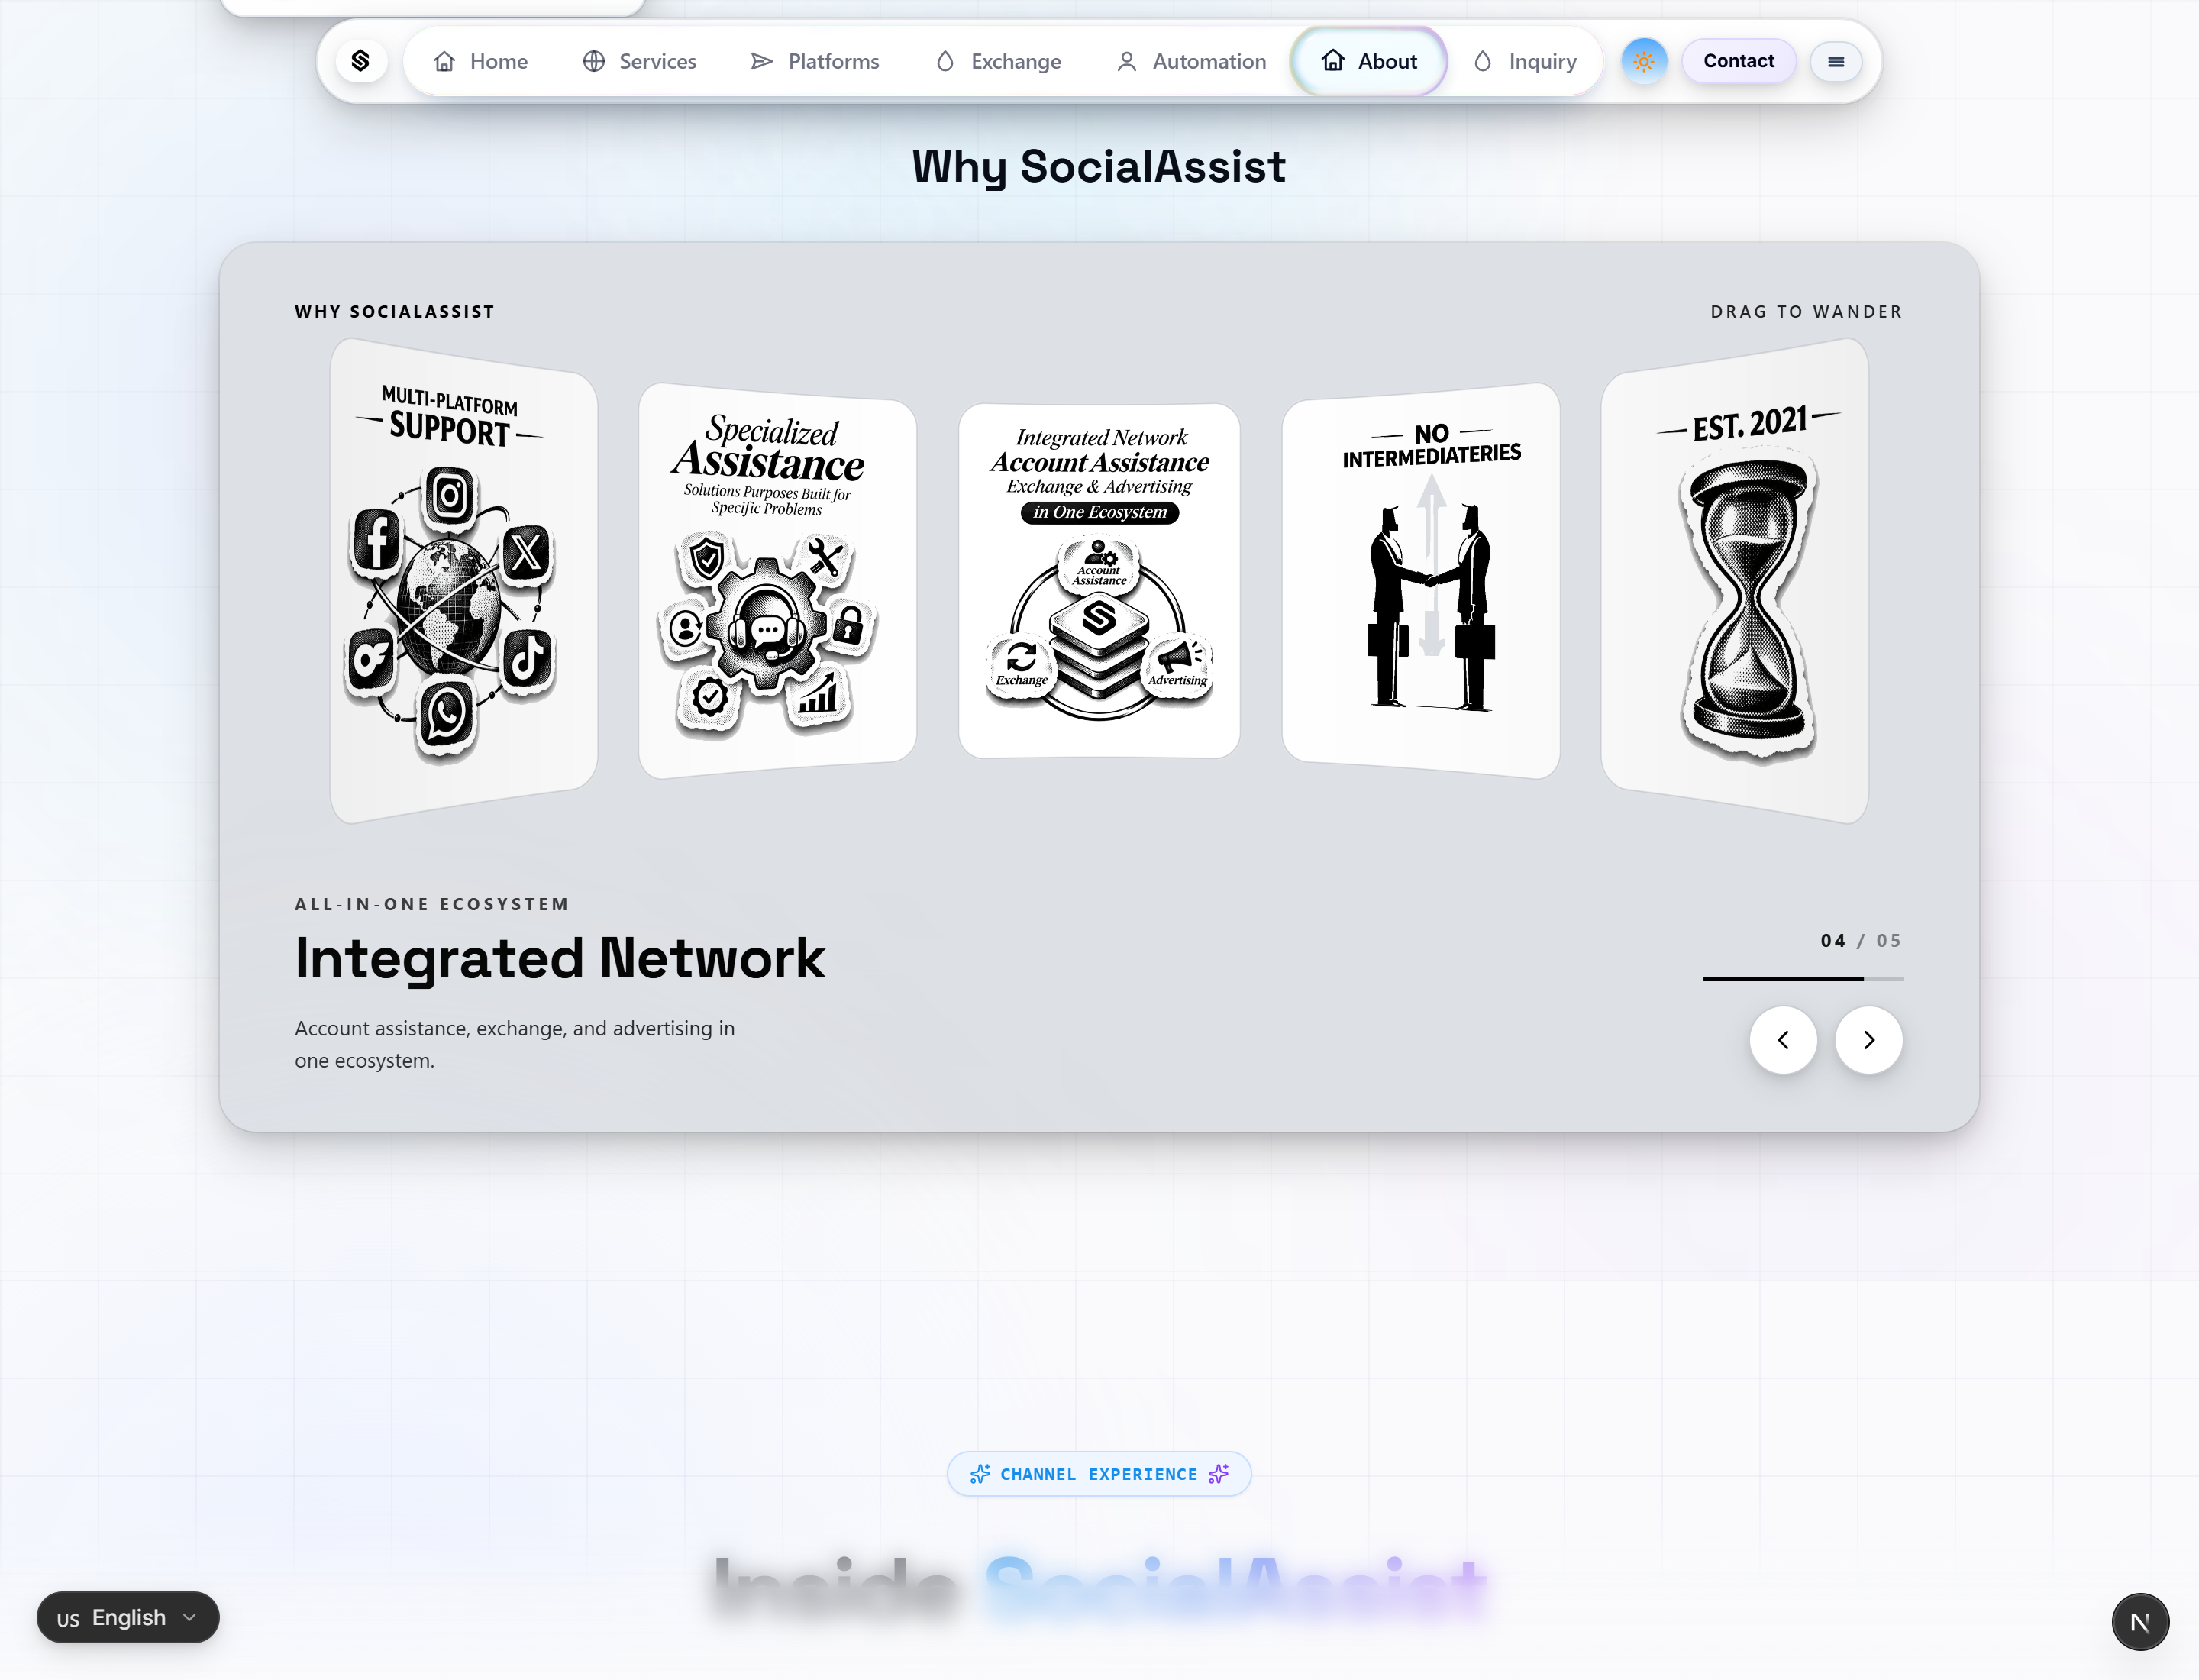 Home
Services
Platforms
Exchange
Automation
About
Inquiry
Contact
Why SocialAssist
WHY SOCIALASSIST
DRAG TO WANDER
MULTI-PLATFORM
SUPPORT
Specialized
Assistance
Solutions Purposes Built for
Specific Problems
Integrated Network
Account Assistance
Exchange & Advertising
in One Ecosystem
Account
Assistance
Exchange
Advertising
NO
INTERMEDIATERIES
EST. 2021
ALL-IN-ONE ECOSYSTEM
Integrated Network
Account assistance, exchange, and advertising in
one ecosystem.
04 / 05
CHANNEL EXPERIENCE
Inside SocialAssist
US English
N